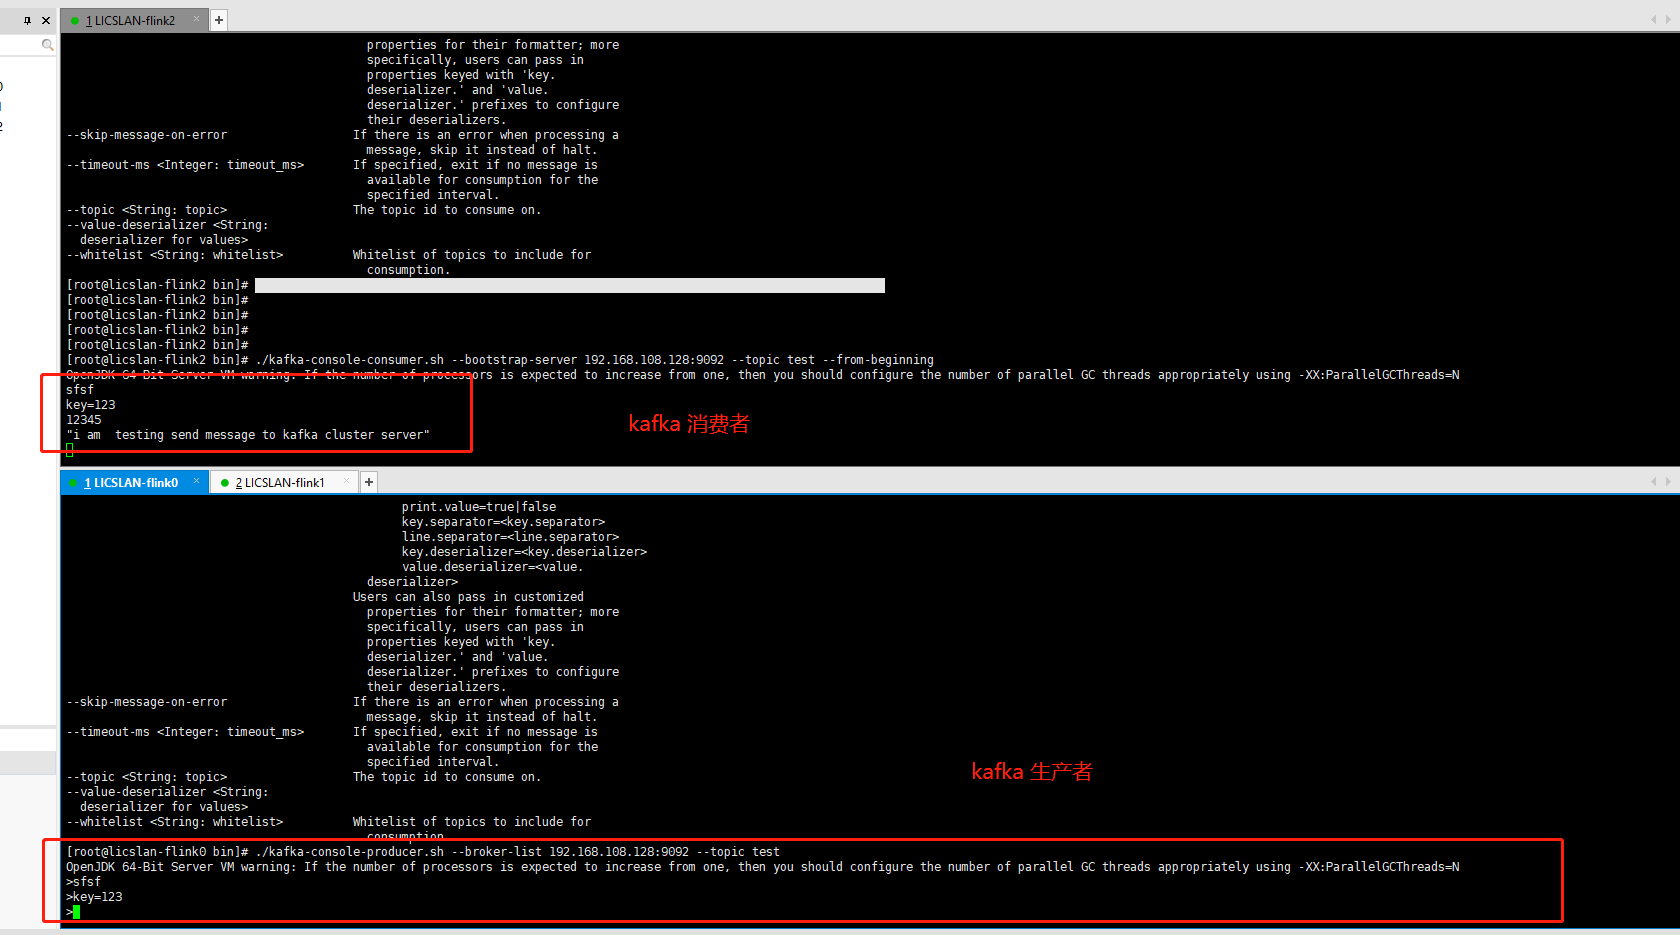 1 LICSLAN-flink2 × +
properties for their formatter; more
specifically, users can pass in
properties keyed with 'key.
deserializer.' and 'value.
deserializer.' prefixes to configure
their deserializers.
--skip-message-on-error If there is an error when processing a
message, skip it instead of halt.
--timeout-ms <Integer: timeout_ms> If specified, exit if no message is
available for consumption for the
specified interval.
--topic <String: topic> The topic id to consume on.
--value-deserializer <String:
deserializer for values>
--whitelist <String: whitelist> Whitelist of topics to include for
consumption.
[root@licslan-flink2 bin]#
[root@licslan-flink2 bin]#
[root@licslan-flink2 bin]#
[root@licslan-flink2 bin]#
[root@licslan-flink2 bin]#
[root@licslan-flink2 bin]# ./kafka-console-consumer.sh --bootstrap-server 192.168.108.128:9092 --topic test --from-beginning
OpenJDK 64-Bit Server VM warning: If the number of processors is expected to increase from one, then you should configure the number of parallel GC threads appropriately using -XX:ParallelGCThreads=N
sfsf
key=123
12345
"i am  testing send message to kafka cluster server"
kafka 消费者
1 LICSLAN-flink0 × 2 LICSLAN-flink1 × +
print.value=true|false
key.separator=<key.separator>
line.separator=<line.separator>
key.deserializer=<key.deserializer>
value.deserializer=<value.
deserializer>
Users can also pass in customized
properties for their formatter; more
specifically, users can pass in
properties keyed with 'key.
deserializer.' and 'value.
deserializer.' prefixes to configure
their deserializers.
--skip-message-on-error If there is an error when processing a
message, skip it instead of halt.
--timeout-ms <Integer: timeout_ms> If specified, exit if no message is
available for consumption for the
specified interval.
--topic <String: topic> The topic id to consume on.
--value-deserializer <String:
deserializer for values>
--whitelist <String: whitelist> Whitelist of topics to include for
consumption.
kafka 生产者
[root@licslan-flink0 bin]# ./kafka-console-producer.sh --broker-list 192.168.108.128:9092 --topic test
OpenJDK 64-Bit Server VM warning: If the number of processors is expected to increase from one, then you should configure the number of parallel GC threads appropriately using -XX:ParallelGCThreads=N
>sfsf
>key=123
>